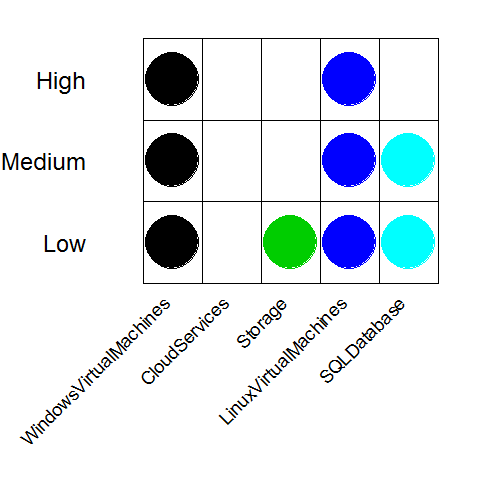 High
Medium
Low
WindowsVirtualMachines
CloudServices
Storage
LinuxVirtualMachines
SQLDatabase